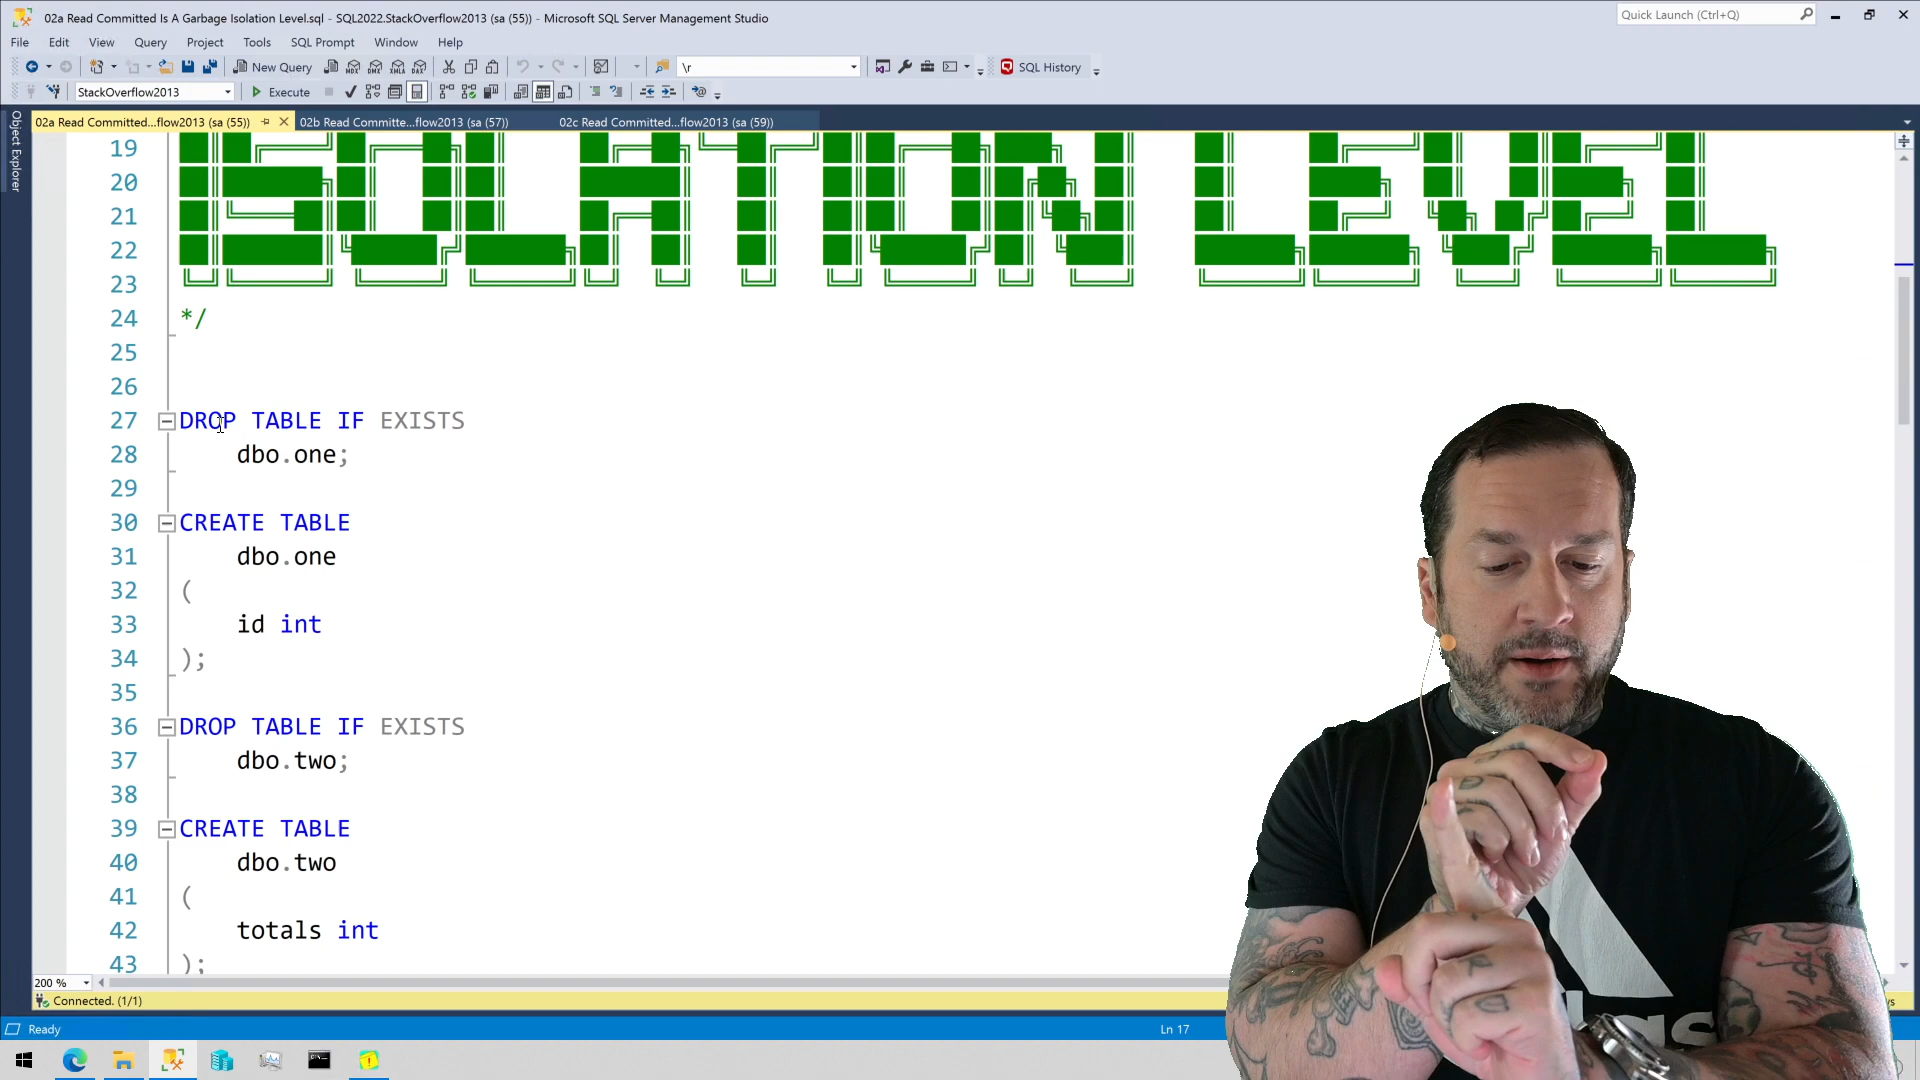 02a Read Committed Is A Garbage Isolation Level.sql - SQL2022.StackOverflow2013 (sa (55)) - Microsoft SQL Server Management Studio
Quick Launch (Ctrl+Q)
File Edit View Query Project Tools SQL Prompt Window Help
New Query MDX DMX XMLA DAX \r SQL History
StackOverflow2013 Execute
02a Read Committed...flow2013 (sa (55)) 02b Read Committe...flow2013 (sa (57)) 02c Read Committed...flow2013 (sa (59))
Object Explorer
ISOLATION LEVEL
19
20
21
22
23
24 */
25
26
27 DROP TABLE IF EXISTS
28 dbo.one;
29
30 CREATE TABLE
31 dbo.one
32 (
33 id int
34 );
35
36 DROP TABLE IF EXISTS
37 dbo.two;
38
39 CREATE TABLE
40 dbo.two
41 (
42 totals int
43 );
200 %
Connected. (1/1)
Ready Ln 17